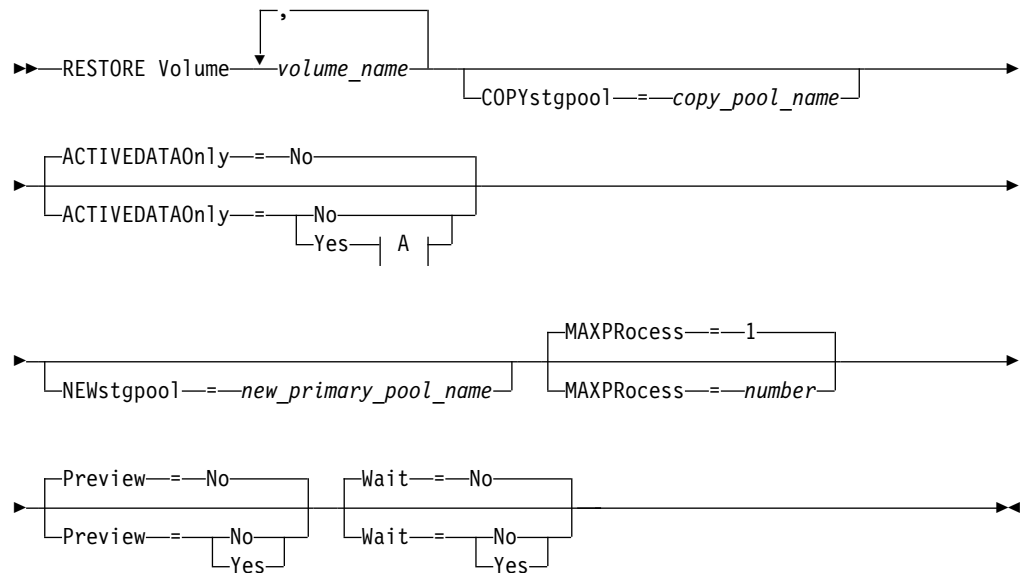 ,
RESTORE Volume volume_name
COPYstgpool = copy_pool_name
ACTIVEDATAOnly = No
ACTIVEDATAOnly = No
Yes A
MAXPRocess = 1
NEWstgpool = new_primary_pool_name MAXPRocess = number
Preview = No Wait = No
Preview = No Wait = No
Yes Yes